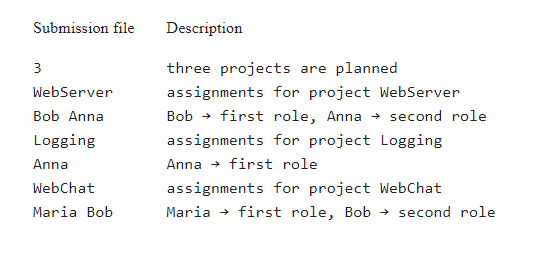 Submission file Description
3 three projects are planned
WebServer assignments for project WebServer
Bob Anna Bob → first role, Anna → second role
Logging assignments for project Logging
Anna Anna → first role
WebChat assignments for project WebChat
Maria Bob Maria → first role, Bob → second role